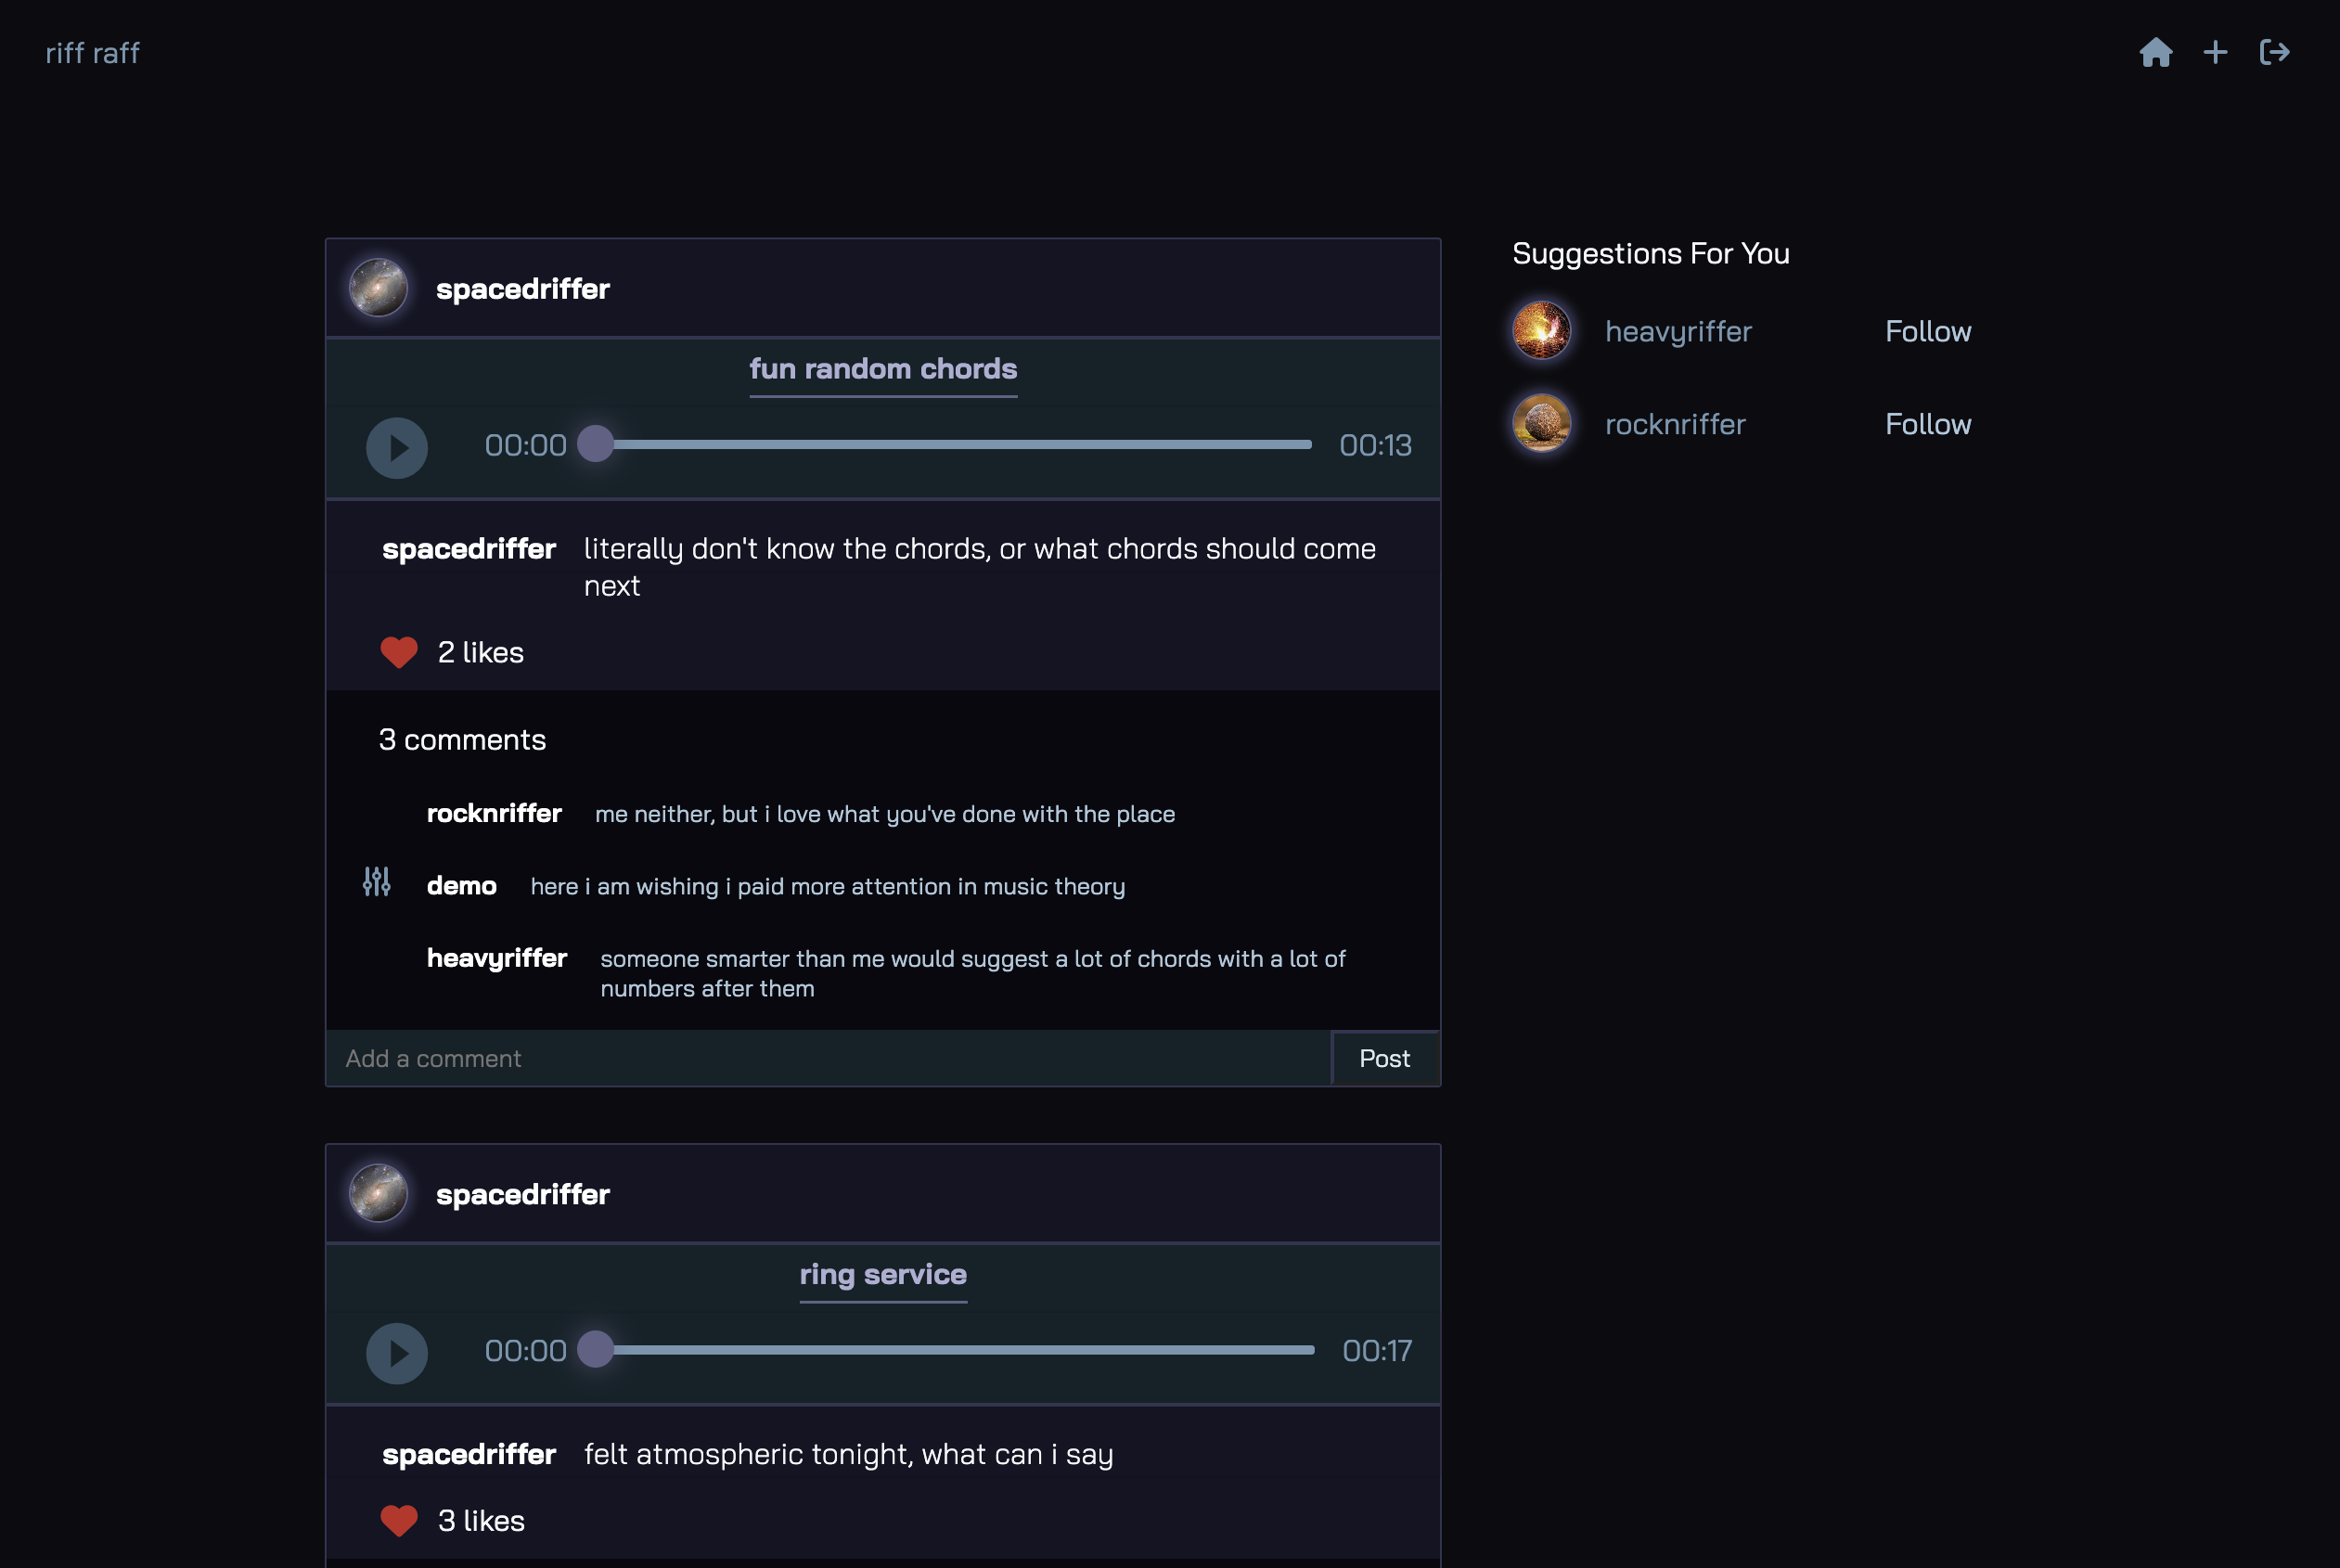 riff raff
spacedriffer
fun random chords
00:00 00:13
spacedriffer literally don't know the chords, or what chords should come
next
2 likes
3 comments
rocknriffer me neither, but i love what you've done with the place
demo here i am wishing i paid more attention in music theory
heavyriffer someone smarter than me would suggest a lot of chords with a lot of
numbers after them
Add a comment Post
spacedriffer
ring service
00:00 00:17
spacedriffer felt atmospheric tonight, what can i say
3 likes
Suggestions For You
heavyriffer Follow
rocknriffer Follow